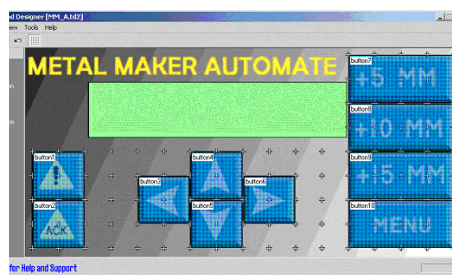 d Designer [MM_A.td2]
ew Tools Help
METAL MAKER AUTOMATE
button7
+5 MM
button8
+10 MM
button1
button4
button9
+15 MM
button3
button6
button2
ACK
button5
button10
MENU
for Help and Support